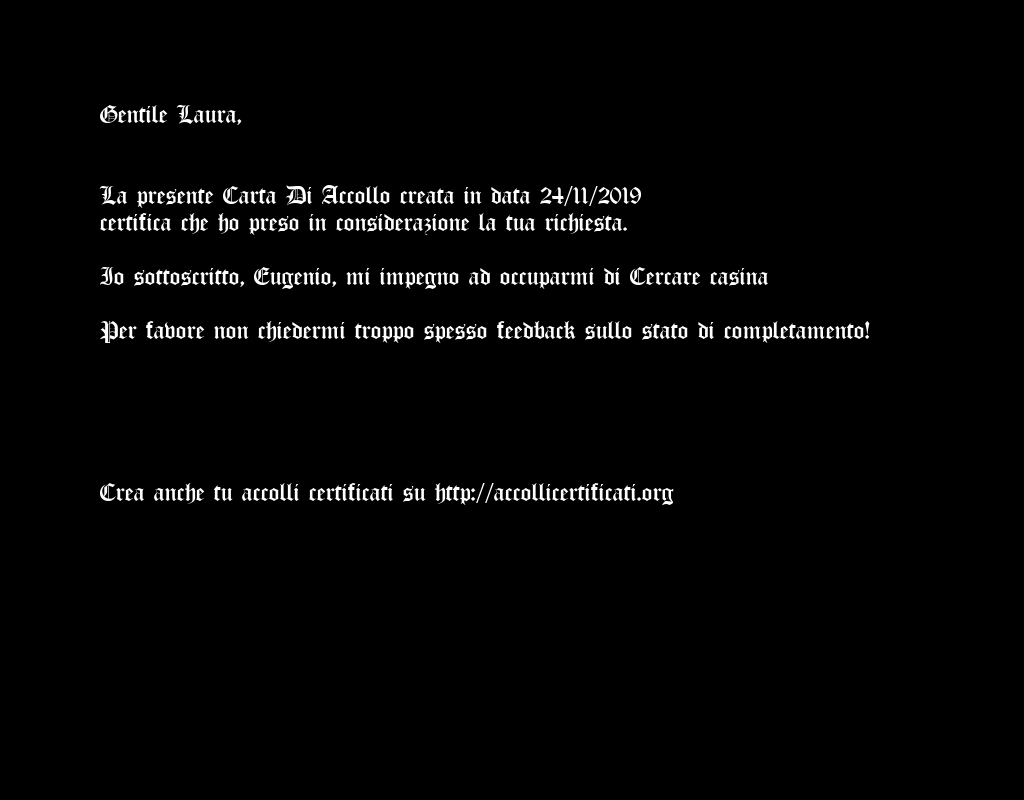 Gentile Laura,
La presente Carta Di Accollo creata in data 24/11/2019
certifica che ho preso in considerazione la tua richiesta.
Io sottoscritto, Eugenio, mi impegno ad occuparmi di Cercare casina
Per favore non chiedermi troppo spesso feedback sullo stato di completamento!
Crea anche tu accolli certificati su http://accollicertificati.org